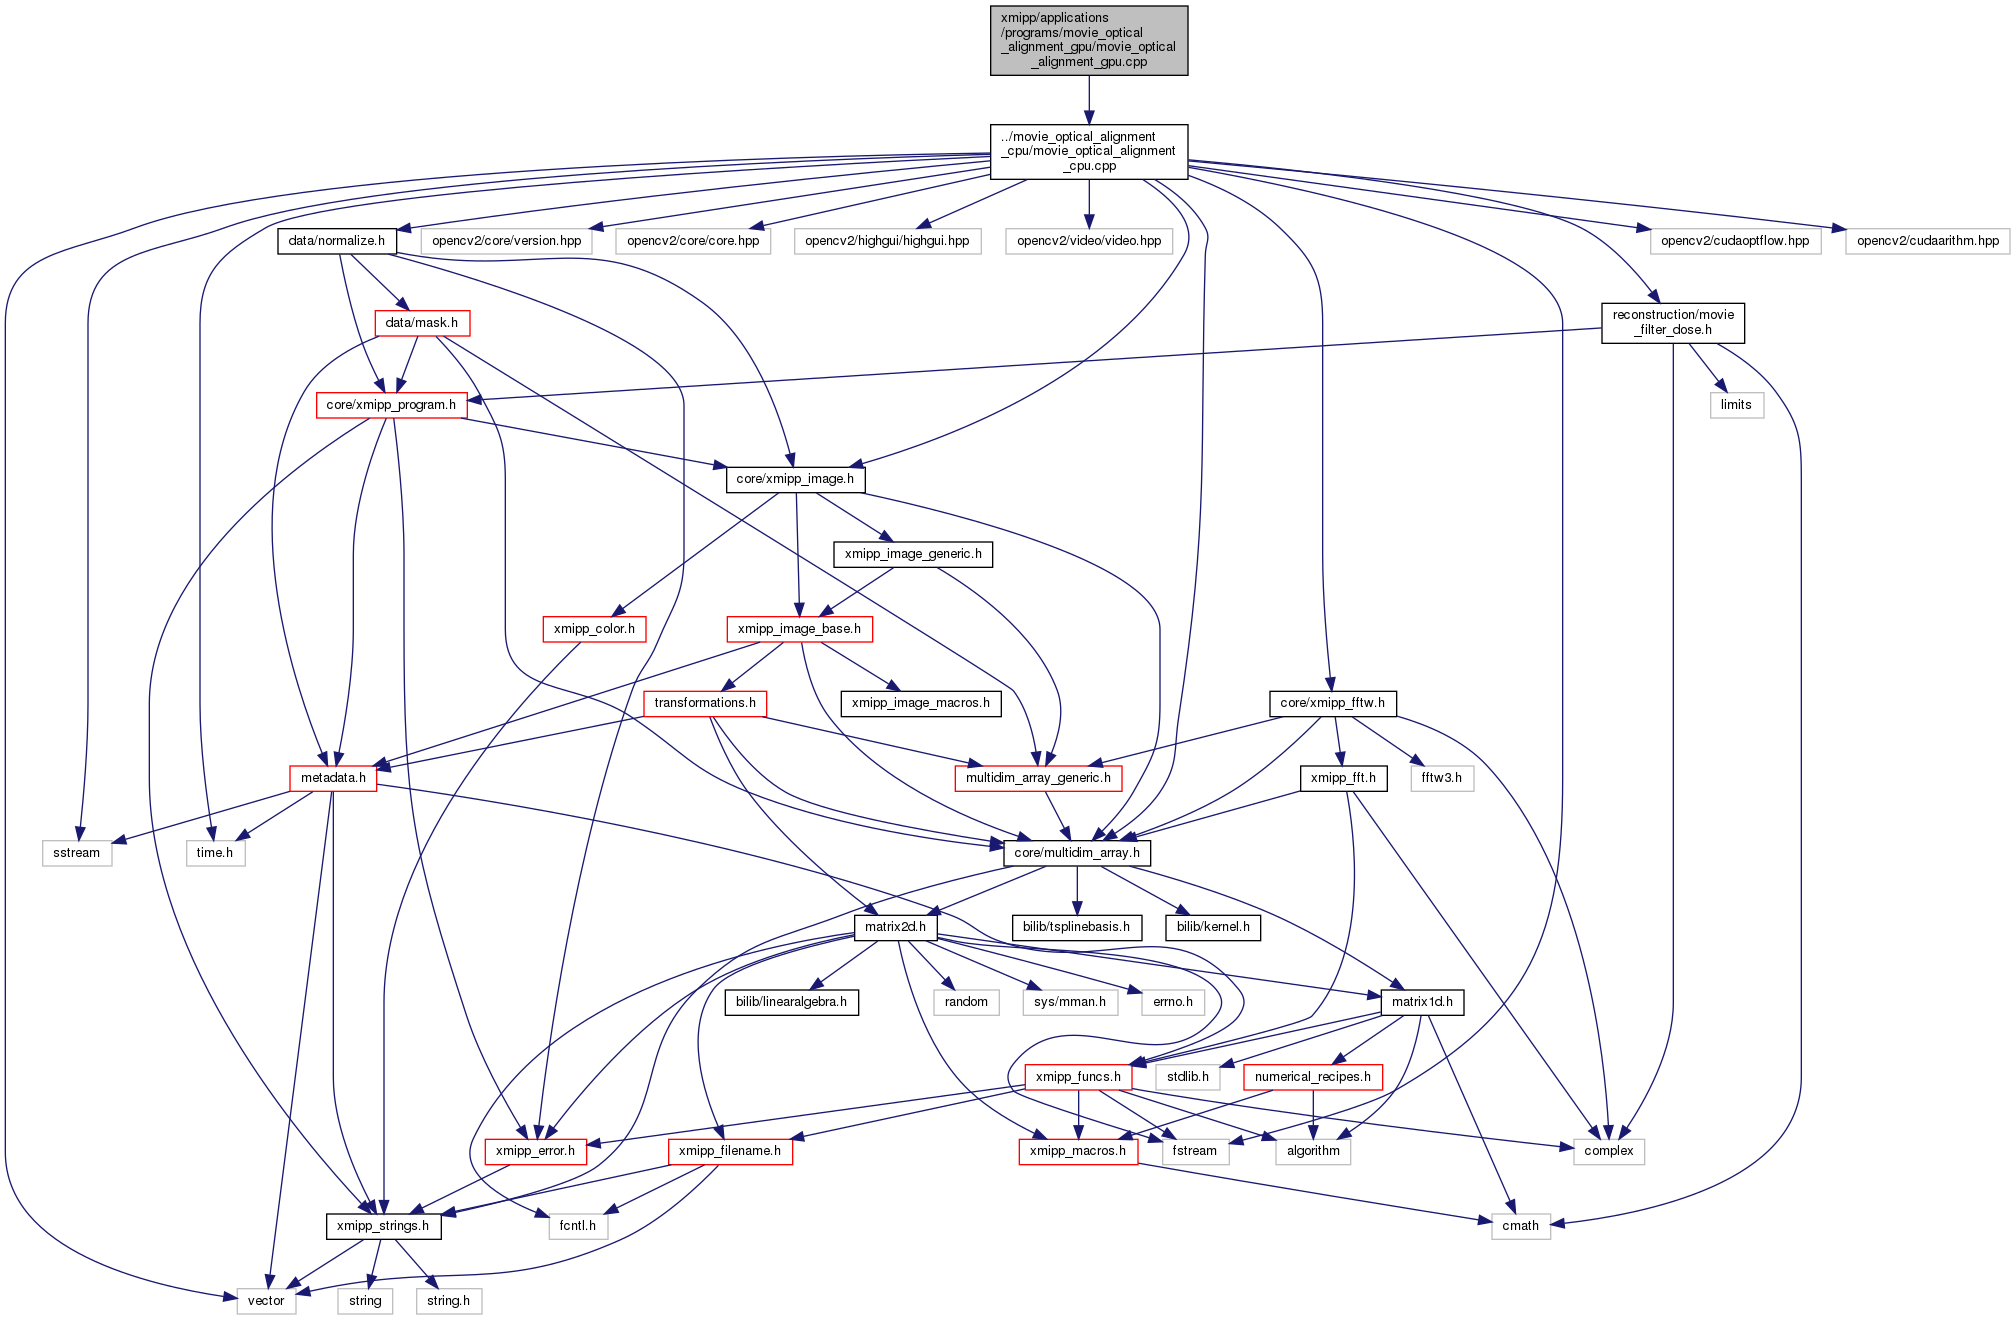 xmipp/applications
/programs/movie_optical
_alignment_gpu/movie_optical
_alignment_gpu.cpp
../movie_optical_alignment
_cpu/movie_optical_alignment
_cpu.cpp
data/normalize.h
opencv2/core/version.hpp
opencv2/core/core.hpp
opencv2/highgui/highgui.hpp
opencv2/video/video.hpp
opencv2/cudaoptflow.hpp
opencv2/cudaarithm.hpp
data/mask.h
reconstruction/movie
_filter_dose.h
core/xmipp_program.h
limits
core/xmipp_image.h
xmipp_image_generic.h
xmipp_color.h
xmipp_image_base.h
transformations.h
xmipp_image_macros.h
core/xmipp_fftw.h
metadata.h
multidim_array_generic.h
xmipp_fft.h
fftw3.h
sstream
time.h
core/multidim_array.h
matrix2d.h
bilib/tsplinebasis.h
bilib/kernel.h
bilib/linearalgebra.h
random
sys/mman.h
errno.h
matrix1d.h
xmipp_funcs.h
stdlib.h
numerical_recipes.h
xmipp_error.h
xmipp_filename.h
xmipp_macros.h
fstream
algorithm
complex
xmipp_strings.h
fcntl.h
cmath
vector
string
string.h